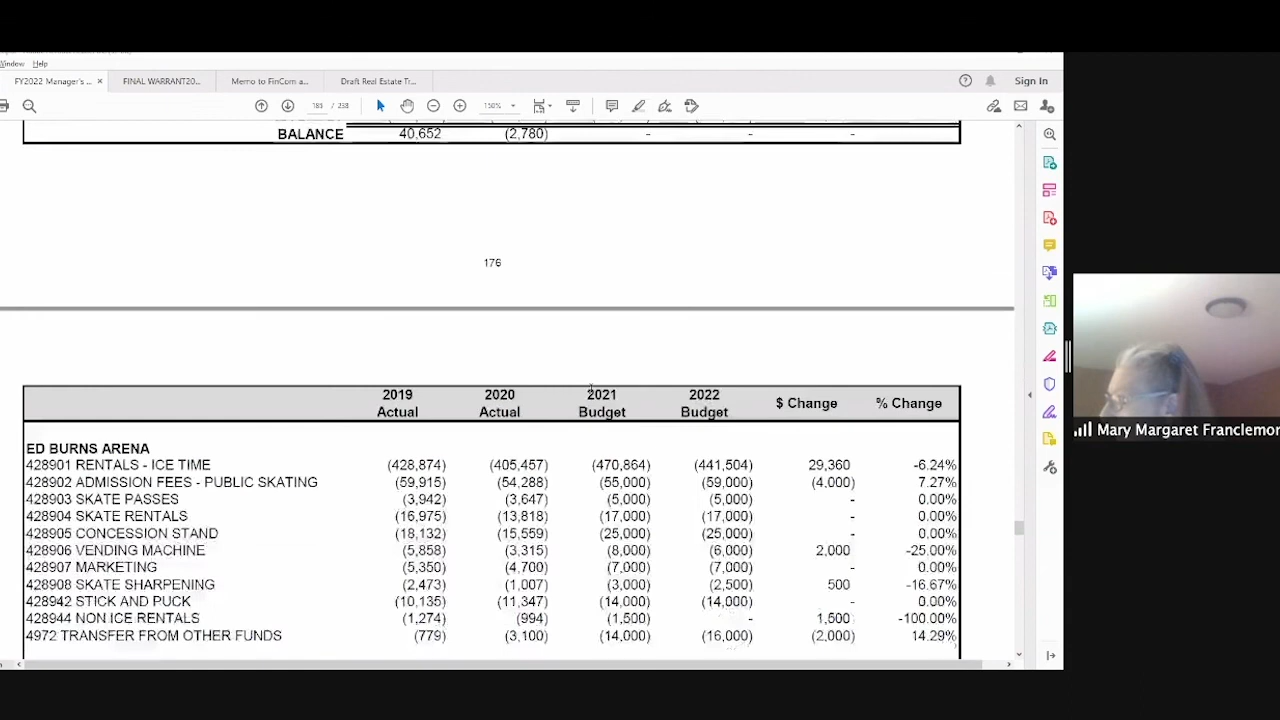 Window Help
FY2022 Manager's ... × FINAL WARRANT20... Memo to FinCom a... Draft Real Estate Tr...
Sign In
185 / 238 150%
BALANCE 40,652 (2,780) - - -
176
2019 Actual 2020 Actual 2021 Budget 2022 Budget $ Change % Change
ED BURNS ARENA
428901 RENTALS - ICE TIME (428,874) (405,457) (470,864) (441,504) 29,360 -6.24%
428902 ADMISSION FEES - PUBLIC SKATING (59,915) (54,288) (55,000) (59,000) (4,000) 7.27%
428903 SKATE PASSES (3,942) (3,647) (5,000) (5,000) - 0.00%
428904 SKATE RENTALS (16,975) (13,818) (17,000) (17,000) - 0.00%
428905 CONCESSION STAND (18,132) (15,559) (25,000) (25,000) - 0.00%
428906 VENDING MACHINE (5,858) (3,315) (8,000) (6,000) 2,000 -25.00%
428907 MARKETING (5,350) (4,700) (7,000) (7,000) - 0.00%
428908 SKATE SHARPENING (2,473) (1,007) (3,000) (2,500) 500 -16.67%
428942 STICK AND PUCK (10,135) (11,347) (14,000) (14,000) - 0.00%
428944 NON ICE RENTALS (1,274) (994) (1,500) - 1,500 -100.00%
4972 TRANSFER FROM OTHER FUNDS (779) (3,100) (14,000) (16,000) (2,000) 14.29%
Mary Margaret Franclemor